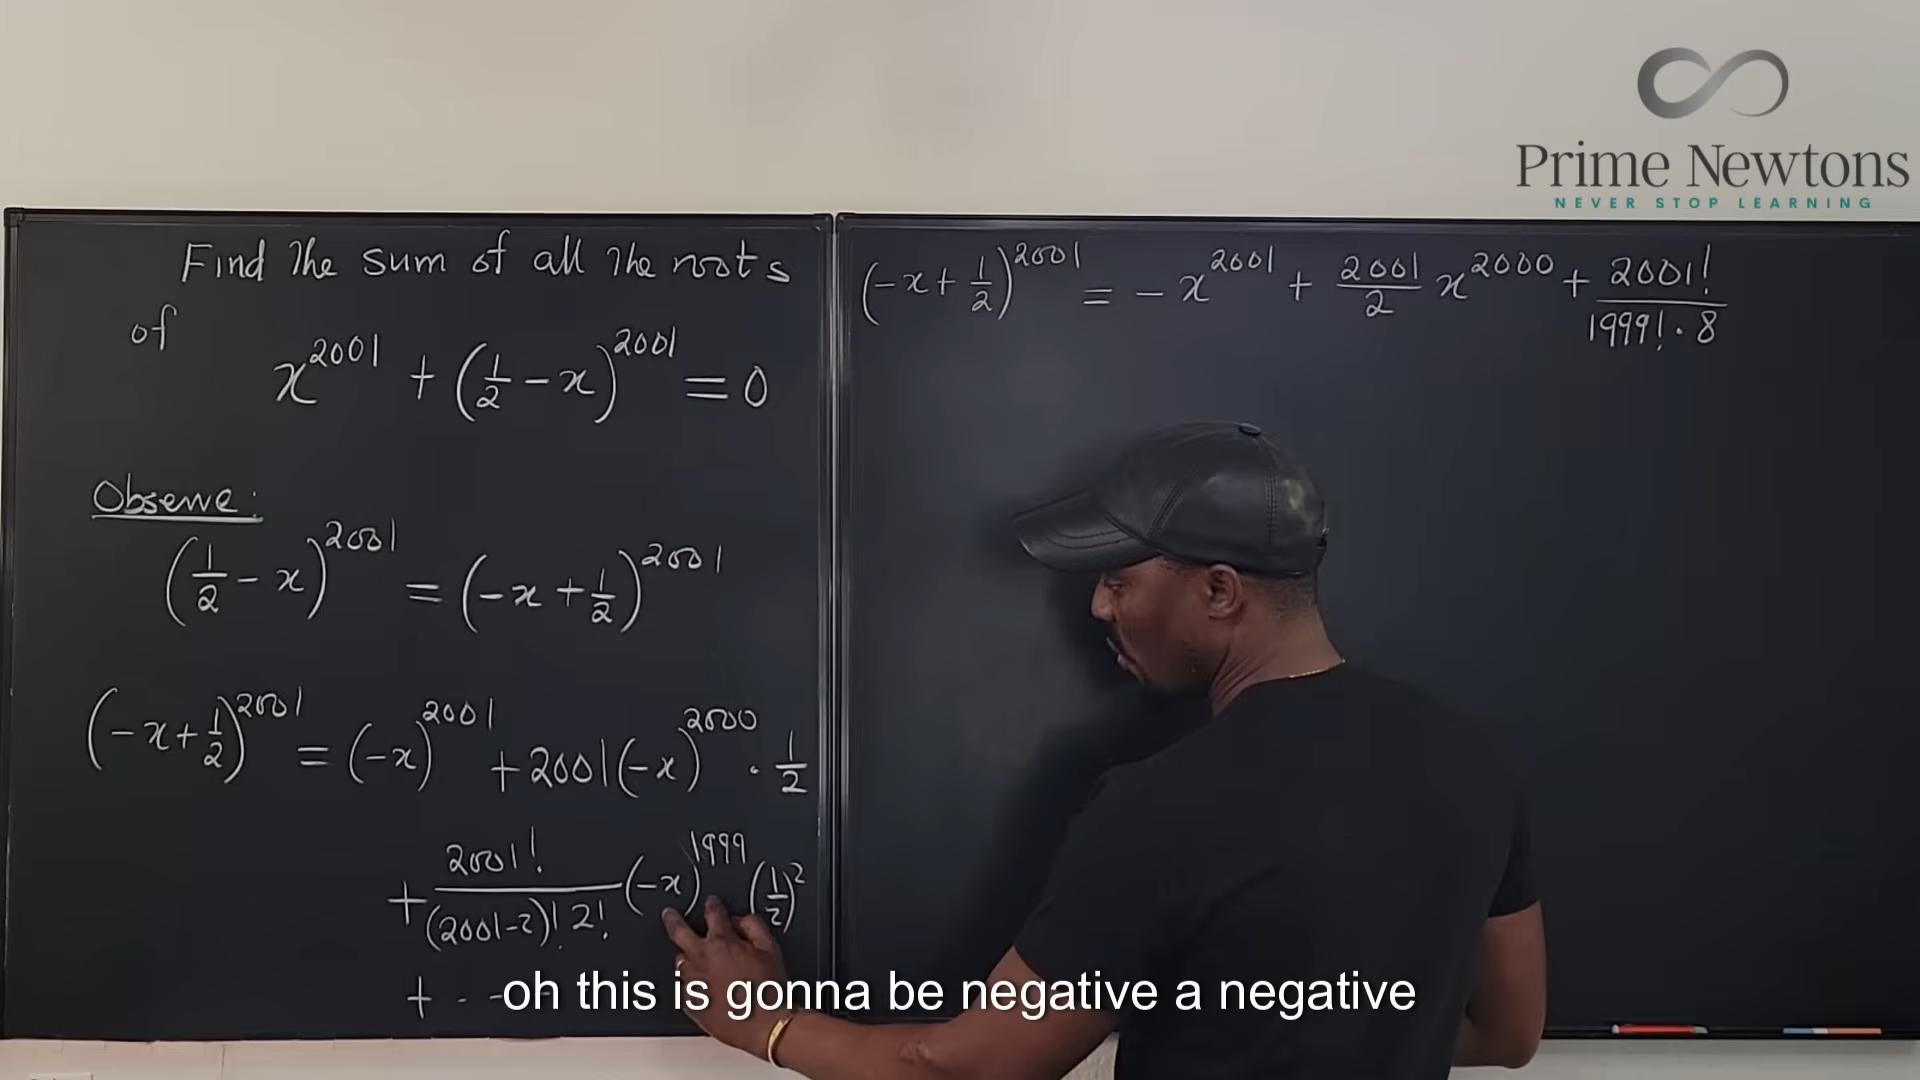 Prime Newtons
NEVER STOP LEARNING
Find the sum of all the roots
of
x^2001 + (1/2 - x)^2001 = 0
Observe:
(1/2 - x)^2001 = (-x + 1/2)^2001
(-x + 1/2)^2001 = (-x)^2001 + 2001(-x)^2000 · 1/2
+ 2001!/((2001-2)! 2!) (-x)^1999 (1/2)^2
+ - - -
(-x + 1/2)^2001 = - x^2001 + 2001/2 x^2000 + 2001!/(1999! · 8)
oh this is gonna be negative a negative